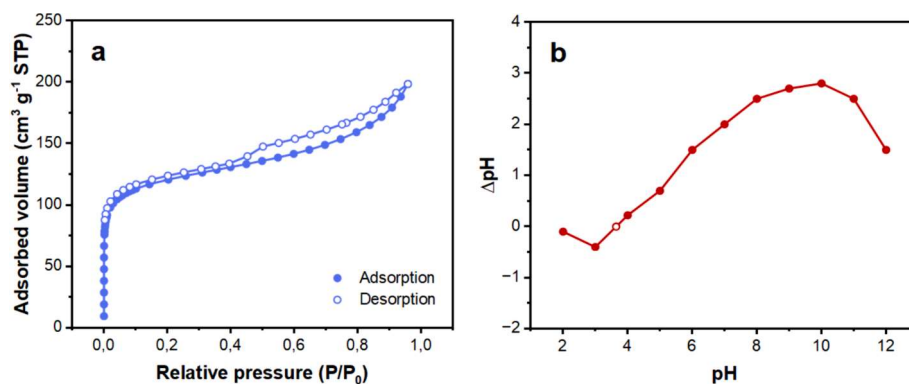 a
Adsorbed volume (cm³ g⁻¹ STP)
250
200
150
100
50
0
0,0 0,2 0,4 0,6 0,8 1,0
Relative pressure (P/P₀)
Adsorption
Desorption
b
ΔpH
4
3
2
1
0
−1
−2
2 4 6 8 10 12
pH